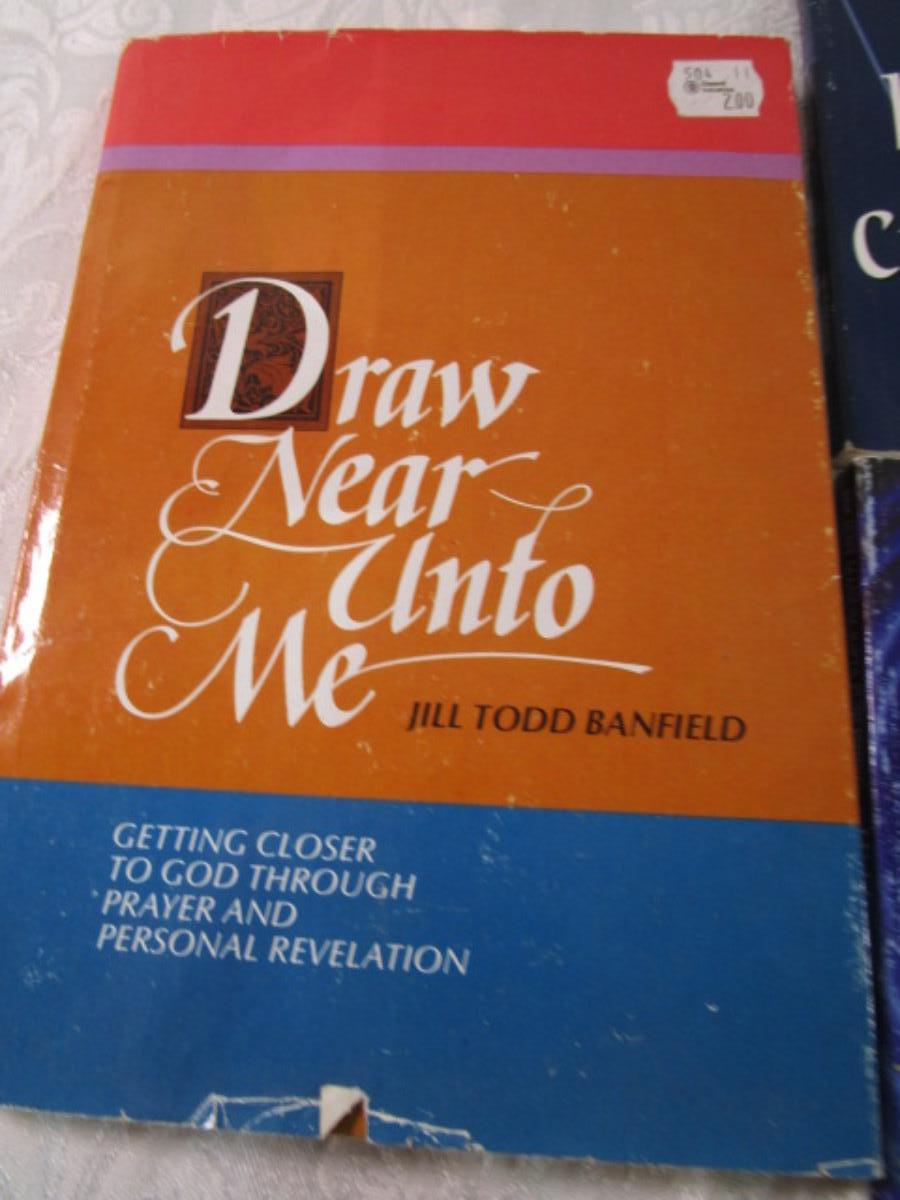 504 11
2.00
Draw
Near
Unto
Me
JILL TODD BANFIELD
GETTING CLOSER
TO GOD THROUGH
PRAYER AND
PERSONAL REVELATION